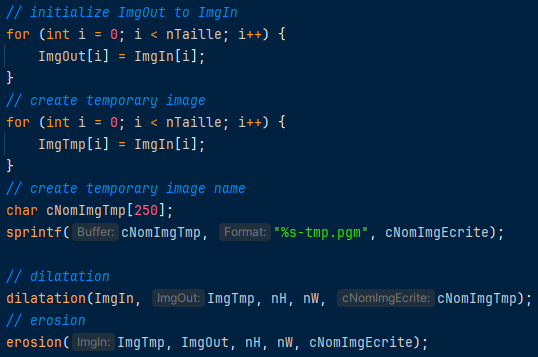 // initialize ImgOut to ImgIn
for (int i = 0; i < nTaille; i++) {
    ImgOut[i] = ImgIn[i];
}
// create temporary image
for (int i = 0; i < nTaille; i++) {
    ImgTmp[i] = ImgIn[i];
}
// create temporary image name
char cNomImgTmp[250];
sprintf( Buffer: cNomImgTmp, Format: "%s-tmp.pgm", cNomImgEcrite);

// dilatation
dilatation(ImgIn, ImgOut: ImgTmp, nH, nW, cNomImgEcrite: cNomImgTmp);
// erosion
erosion( ImgIn: ImgTmp, ImgOut, nH, nW, cNomImgEcrite);